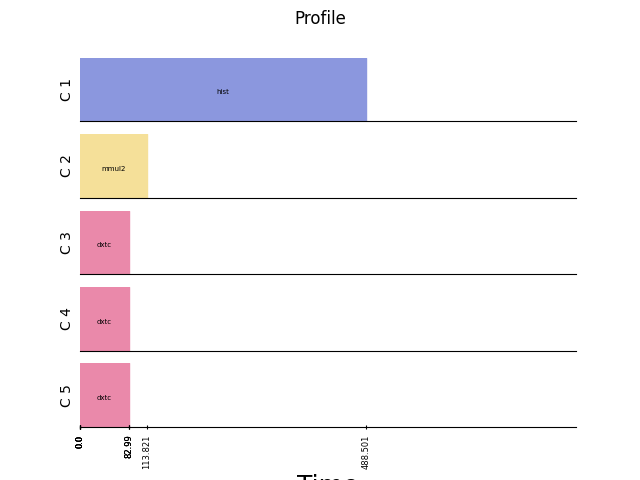 Profile
C 1
hist
C 2
mmul2
C 3
dxtc
C 4
dxtc
C 5
dxtc
0.0
82.99
113.821
488.501
Time